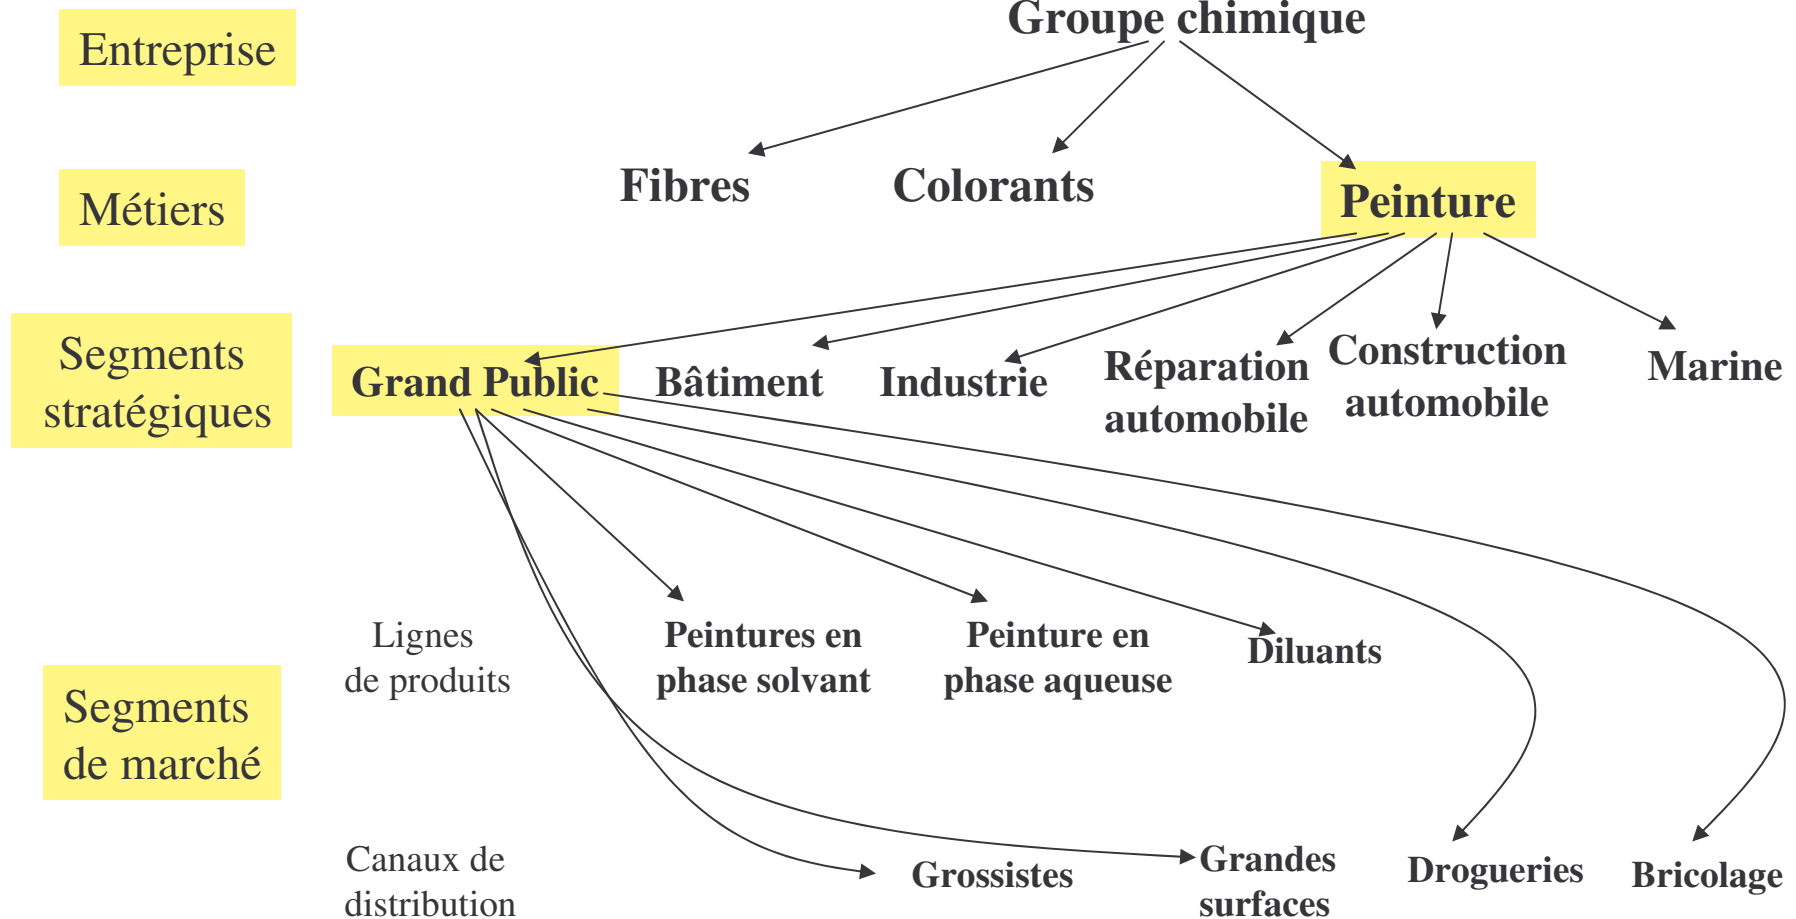 Groupe chimique
Entreprise
Métiers
Fibres
Colorants
Peinture
Segments
stratégiques
Grand Public
Bâtiment
Industrie
Réparation
automobile
Construction
automobile
Marine
Segments
de marché
Lignes
de produits
Peintures en
phase solvant
Peinture en
phase aqueuse
Diluants
Canaux de
distribution
Grossistes
Grandes
surfaces
Drogueries
Bricolage